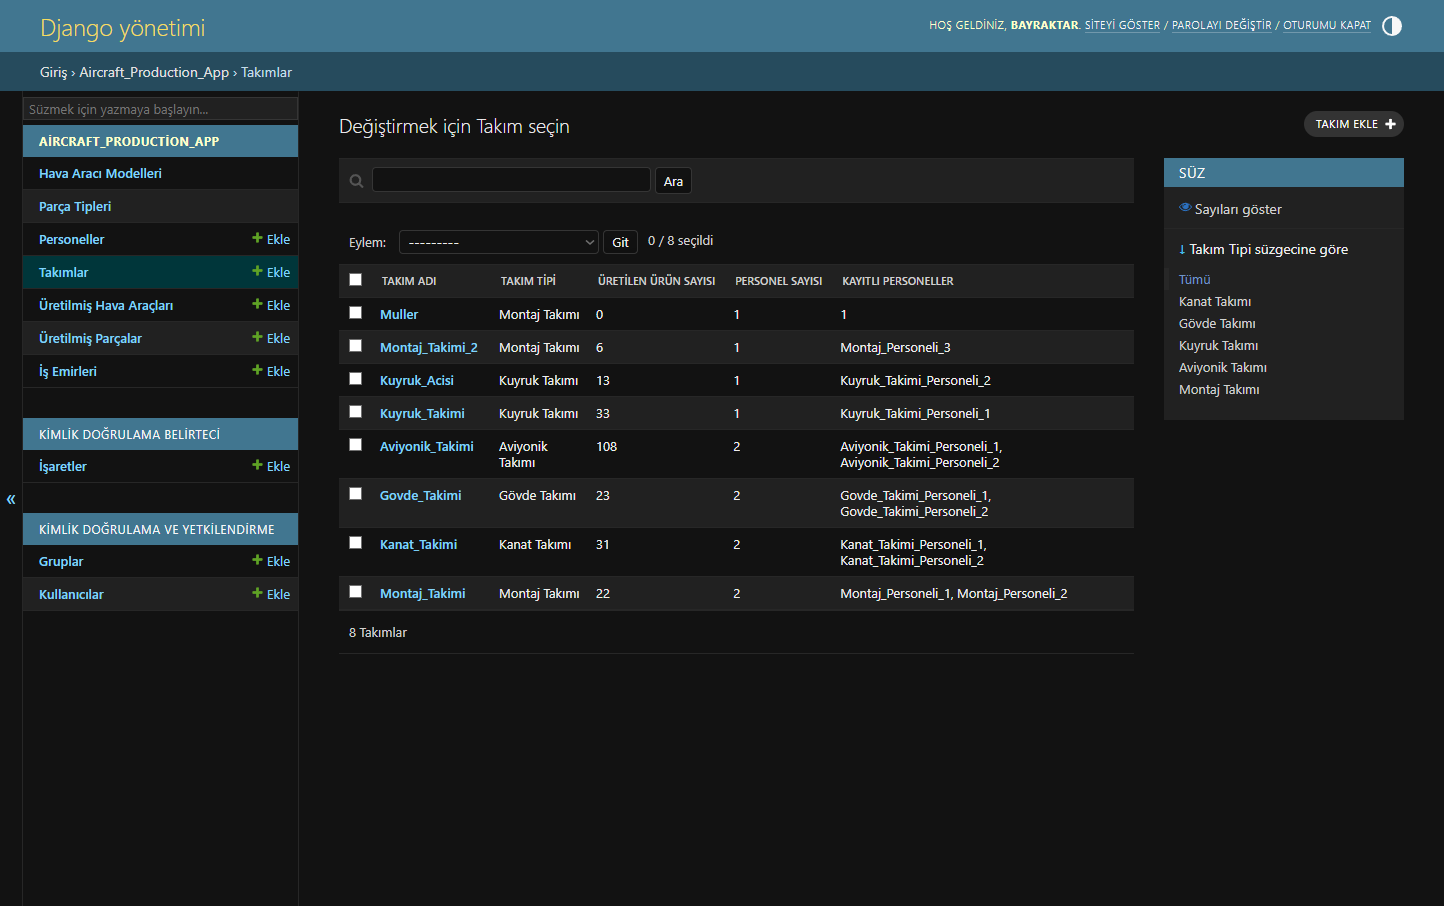 Django yönetimi
HOŞ GELDİNİZ, BAYRAKTAR. SİTEYİ GÖSTER / PAROLAYI DEĞİŞTİR / OTURUMU KAPAT
Giriş › Aircraft_Production_App › Takımlar
Süzmek için yazmaya başlayın...
AİRCRAFT_PRODUCTİON_APP
Hava Aracı Modelleri
Parça Tipleri
Personeller Ekle
Takımlar Ekle
Üretilmiş Hava Araçları Ekle
Üretilmiş Parçalar Ekle
İş Emirleri Ekle
KİMLİK DOĞRULAMA BELİRTECİ
İşaretler Ekle
KİMLİK DOĞRULAMA VE YETKİLENDİRME
Gruplar Ekle
Kullanıcılar Ekle
«
Değiştirmek için Takım seçin
TAKIM EKLE
Ara
Eylem: --------- Git 0 / 8 seçildi
TAKIM ADI TAKIM TİPİ ÜRETİLEN ÜRÜN SAYISI PERSONEL SAYISI KAYITLI PERSONELLER
Muller Montaj Takımı 0 1 1
Montaj_Takimi_2 Montaj Takımı 6 1 Montaj_Personeli_3
Kuyruk_Acisi Kuyruk Takımı 13 1 Kuyruk_Takimi_Personeli_2
Kuyruk_Takimi Kuyruk Takımı 33 1 Kuyruk_Takimi_Personeli_1
Aviyonik_Takimi Aviyonik 108 2 Aviyonik_Takimi_Personeli_1,
Takımı Aviyonik_Takimi_Personeli_2
Govde_Takimi Gövde Takımı 23 2 Govde_Takimi_Personeli_1,
Govde_Takimi_Personeli_2
Kanat_Takimi Kanat Takımı 31 2 Kanat_Takimi_Personeli_1,
Kanat_Takimi_Personeli_2
Montaj_Takimi Montaj Takımı 22 2 Montaj_Personeli_1, Montaj_Personeli_2
8 Takımlar
SÜZ
Sayıları göster
↓ Takım Tipi süzgecine göre
Tümü
Kanat Takımı
Gövde Takımı
Kuyruk Takımı
Aviyonik Takımı
Montaj Takımı